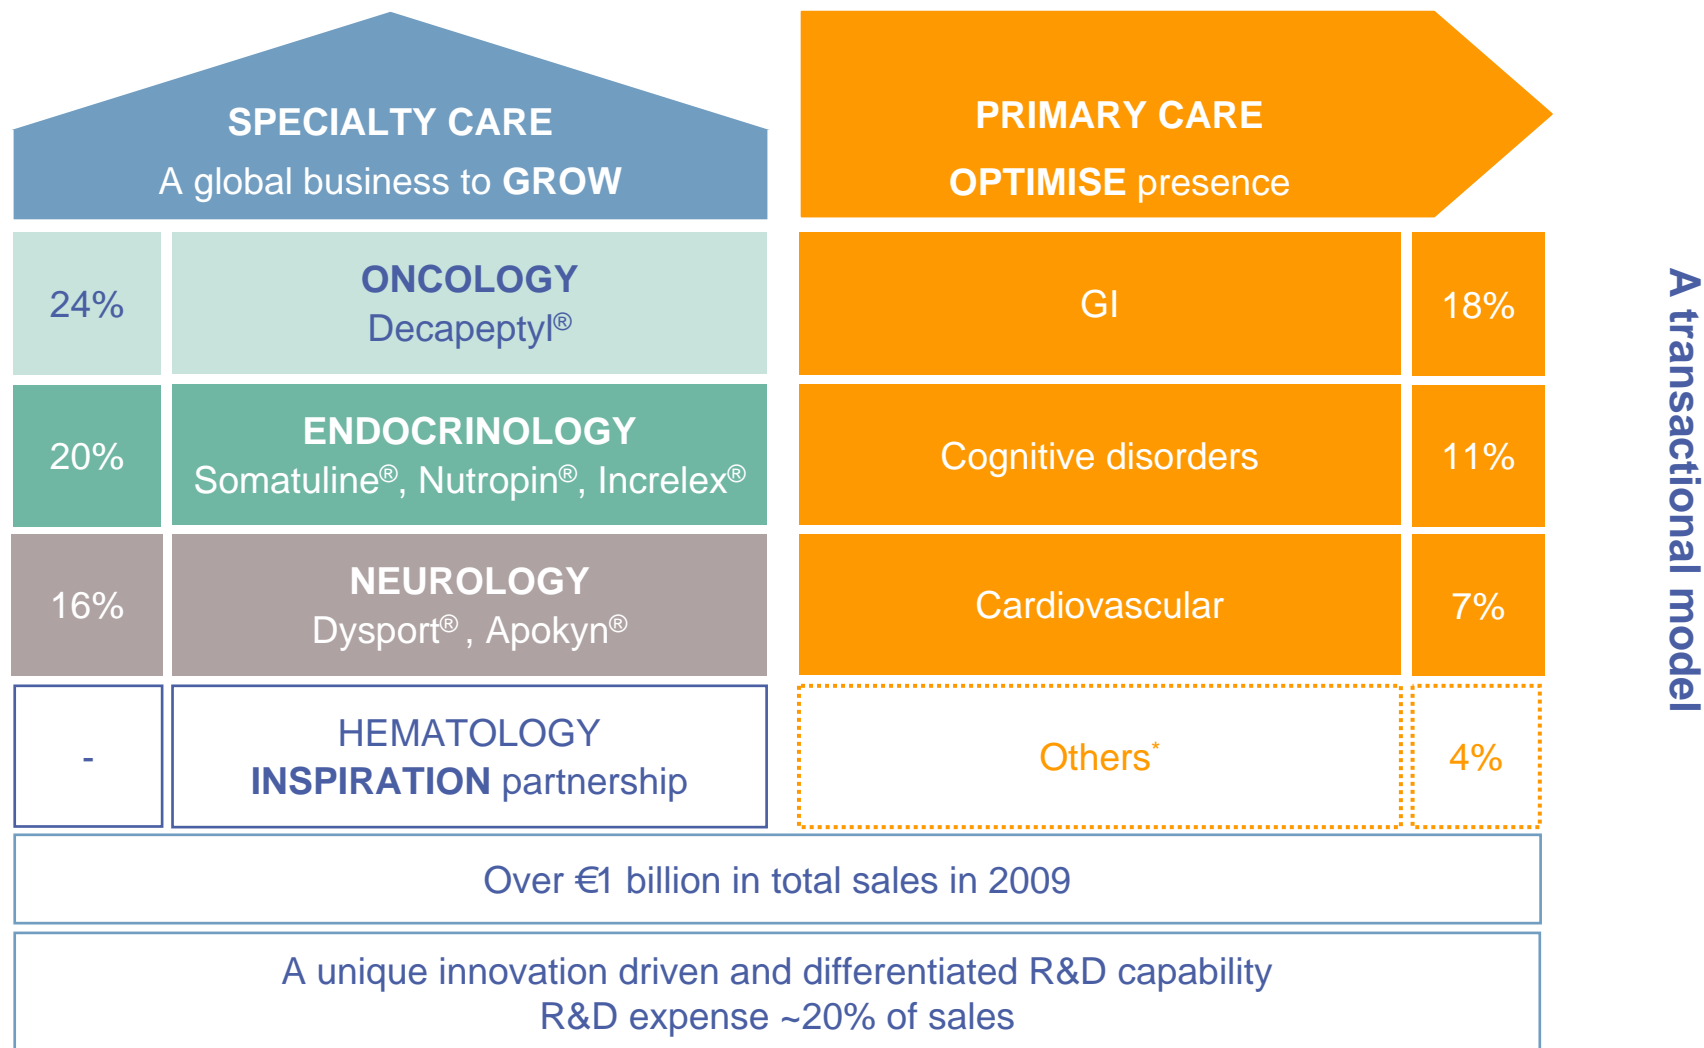 SPECIALTY CARE
A global business to GROW
PRIMARY CARE
OPTIMISE presence
24%
ONCOLOGY
Decapeptyl®
GI
18%
20%
ENDOCRINOLOGY
Somatuline®, Nutropin®, Increlex®
Cognitive disorders
11%
16%
NEUROLOGY
Dysport® , Apokyn®
Cardiovascular
7%
-
HEMATOLOGY
INSPIRATION partnership
Others*
4%
Over €1 billion in total sales in 2009
A unique innovation driven and differentiated R&D capability
R&D expense ~20% of sales
A transactional model